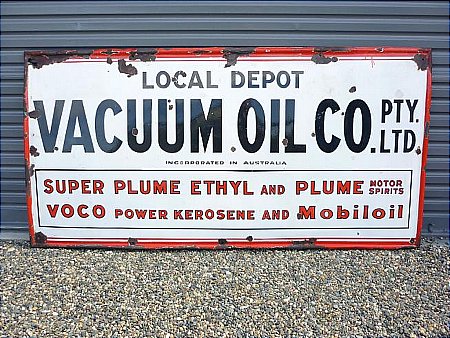 LOCAL DEPOT
VACUUM OIL CO. PTY. LTD.
INCORPORATED IN AUSTRALIA
SUPER PLUME ETHYL AND PLUME MOTOR SPIRITS
VOCO POWER KEROSENE AND Mobiloil